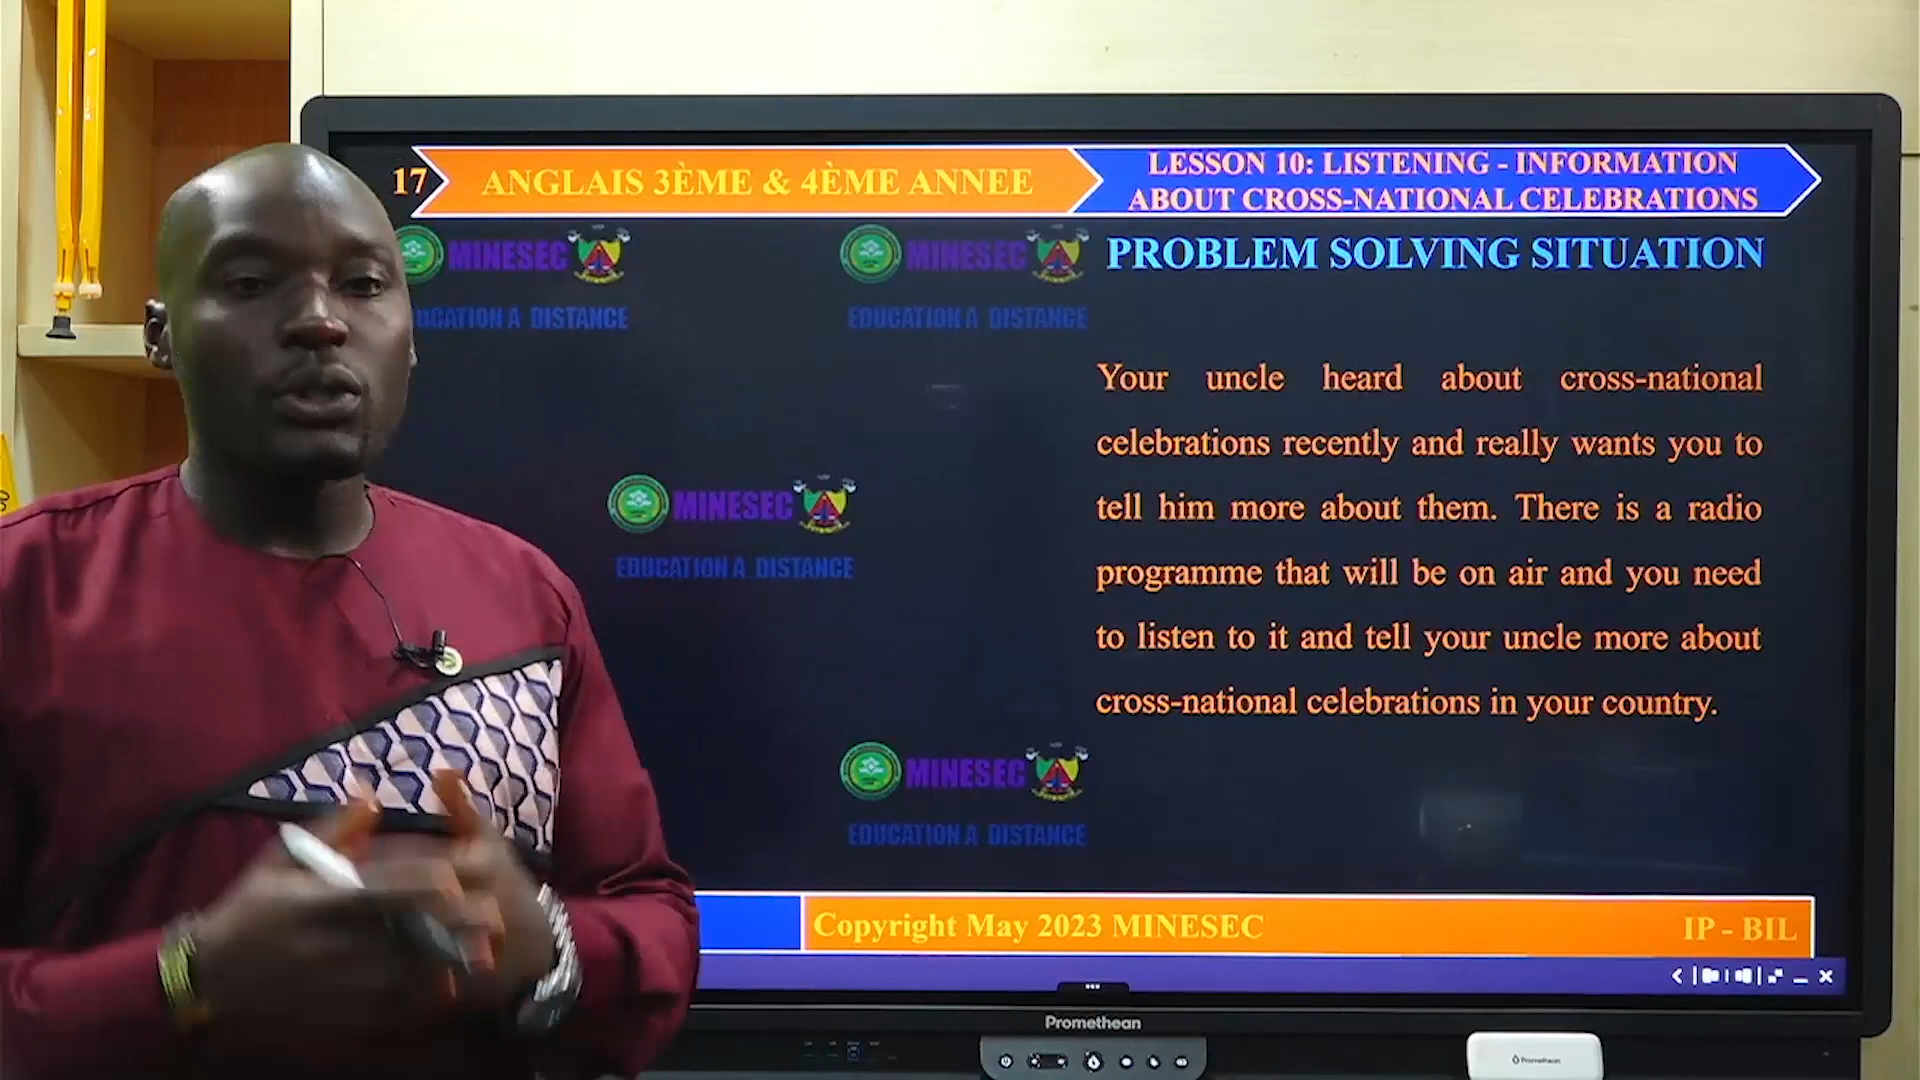 17
ANGLAIS 3ÈME & 4ÈME ANNEE
LESSON 10: LISTENING - INFORMATION
ABOUT CROSS-NATIONAL CELEBRATIONS
MINESEC
MINESEC
PROBLEM SOLVING SITUATION
EDUCATION A DISTANCE
Your uncle heard about cross-national
celebrations recently and really wants you to
tell him more about them. There is a radio
programme that will be on air and you need
to listen to it and tell your uncle more about
cross-national celebrations in your country.
MINESEC
EDUCATION A DISTANCE
MINESEC
EDUCATION A DISTANCE
Copyright May 2023 MINESEC
IP - BIL
Promethean
Promethean